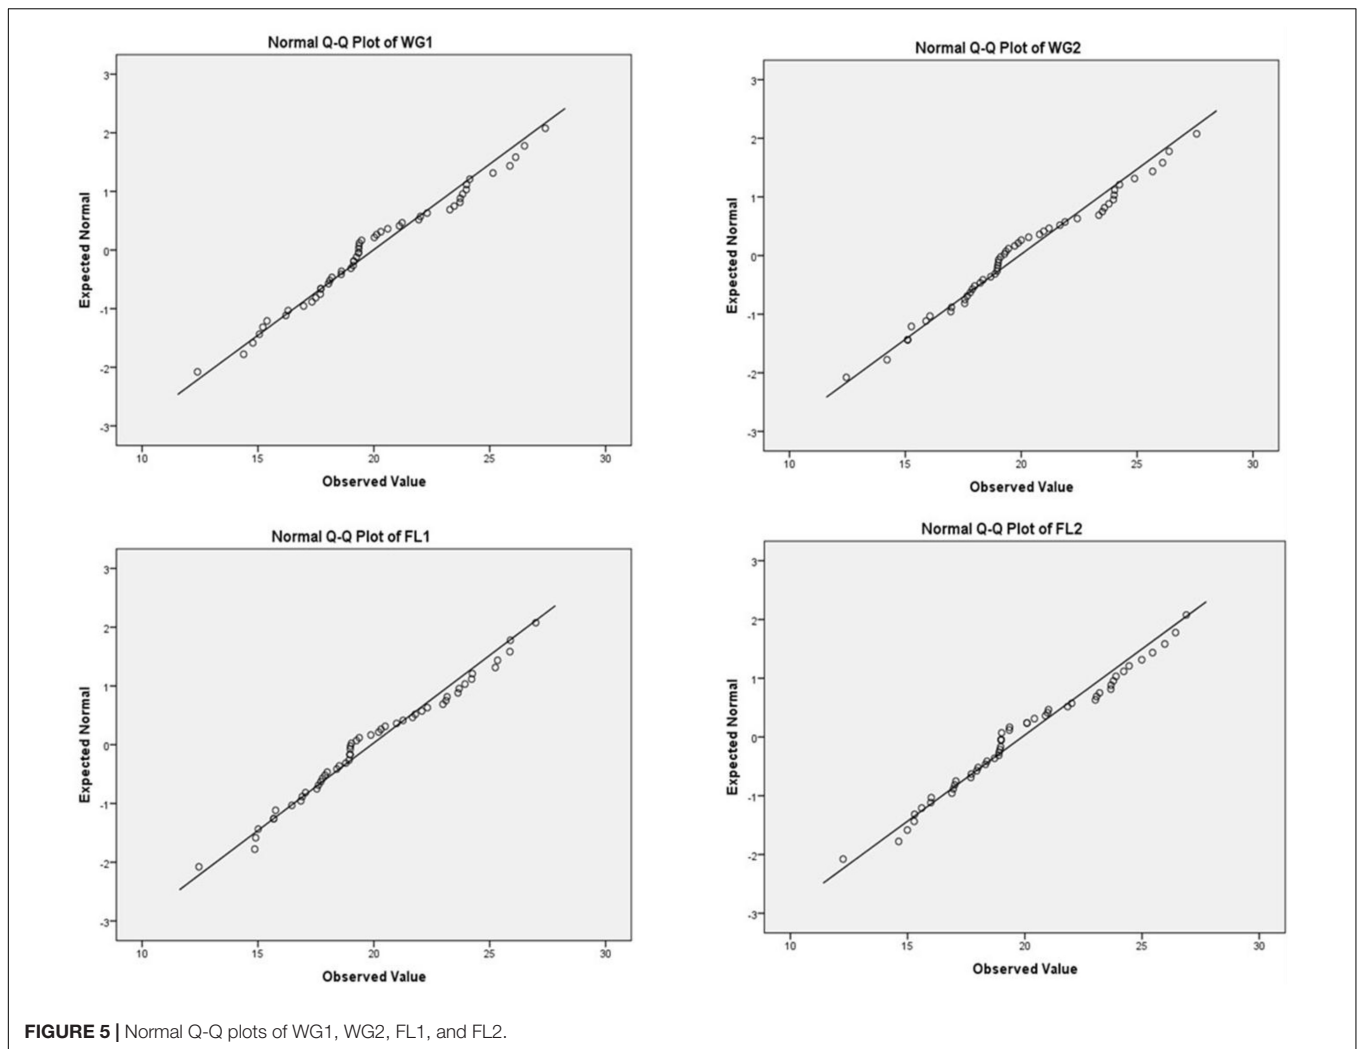 Normal Q-Q Plot of WG1
Expected Normal
3
2
1
0
-1
-2
-3
10 15 20 25 30
Observed Value
Normal Q-Q Plot of WG2
Expected Normal
3
2
1
0
-1
-2
-3
10 15 20 25 30
Observed Value
Normal Q-Q Plot of FL1
Expected Normal
3
2
1
0
-1
-2
-3
10 15 20 25 30
Observed Value
Normal Q-Q Plot of FL2
Expected Normal
3
2
1
0
-1
-2
-3
10 15 20 25 30
Observed Value
FIGURE 5 | Normal Q-Q plots of WG1, WG2, FL1, and FL2.